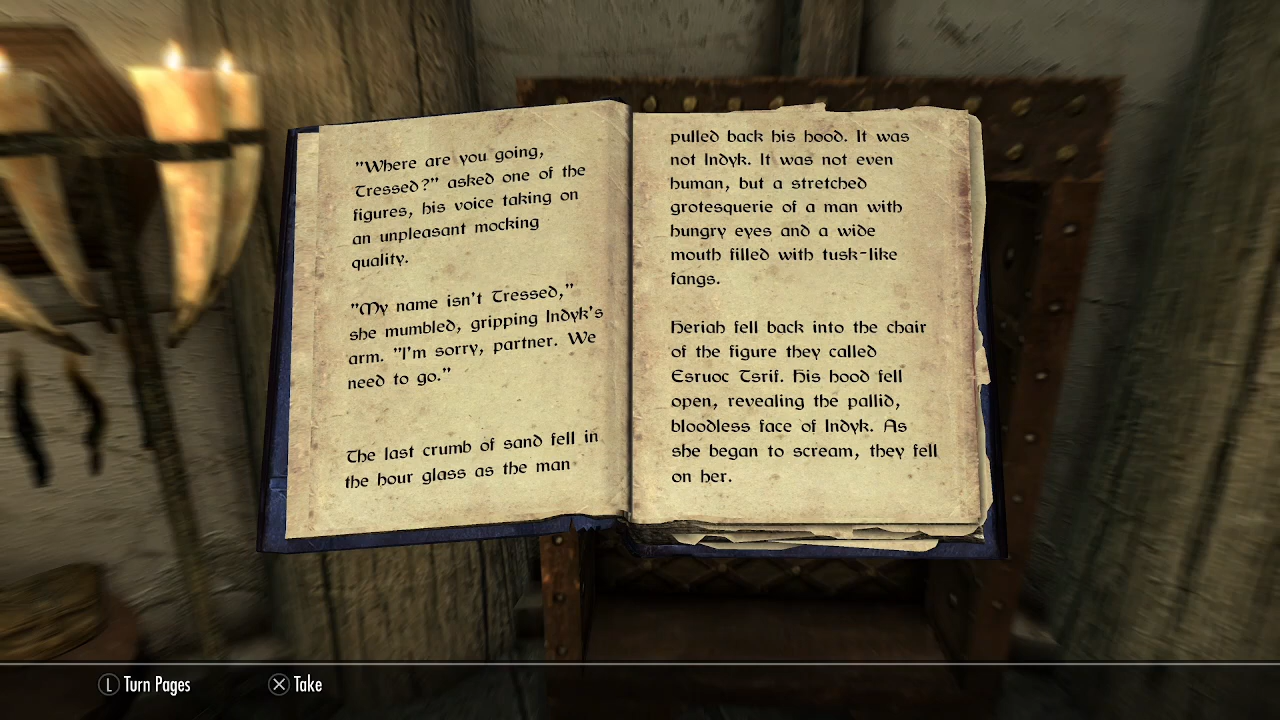 "Where are you going,
Tressed?" asked one of the
figures, his voice taking on
an unpleasant mocking
quality.
"My name isn't Tressed,"
she mumbled, gripping Indyk's
arm. "I'm sorry, partner. We
need to go."
The last crumb of sand fell in
the hour glass as the man
pulled back his hood. It was
not Indyk. It was not even
human, but a stretched
grotesquerie of a man with
hungry eyes and a wide
mouth filled with tusk-like
fangs.
Heriah fell back into the chair
of the figure they called
Esruoc Tsrif. His hood fell
open, revealing the pallid,
bloodless face of Indyk. As
she began to scream, they fell
on her.
L Turn Pages
X Take